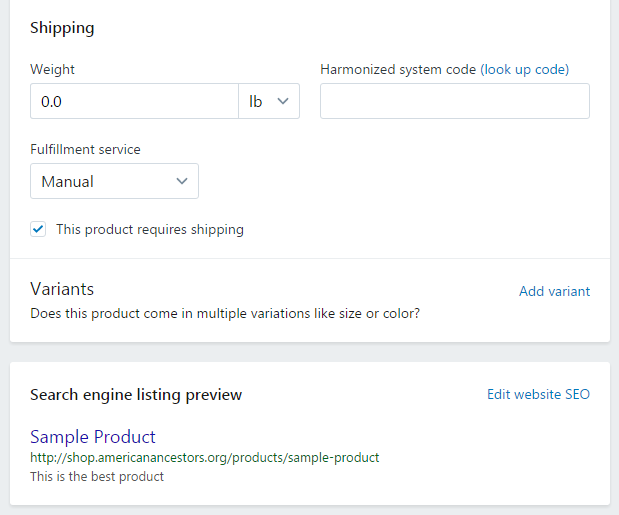 Shipping
Weight
Harmonized system code (look up code)
0.0
lb
Fulfillment service
Manual
This product requires shipping
Variants
Add variant
Does this product come in multiple variations like size or color?
Search engine listing preview
Edit website SEO
Sample Product
http://shop.americanancestors.org/products/sample-product
This is the best product